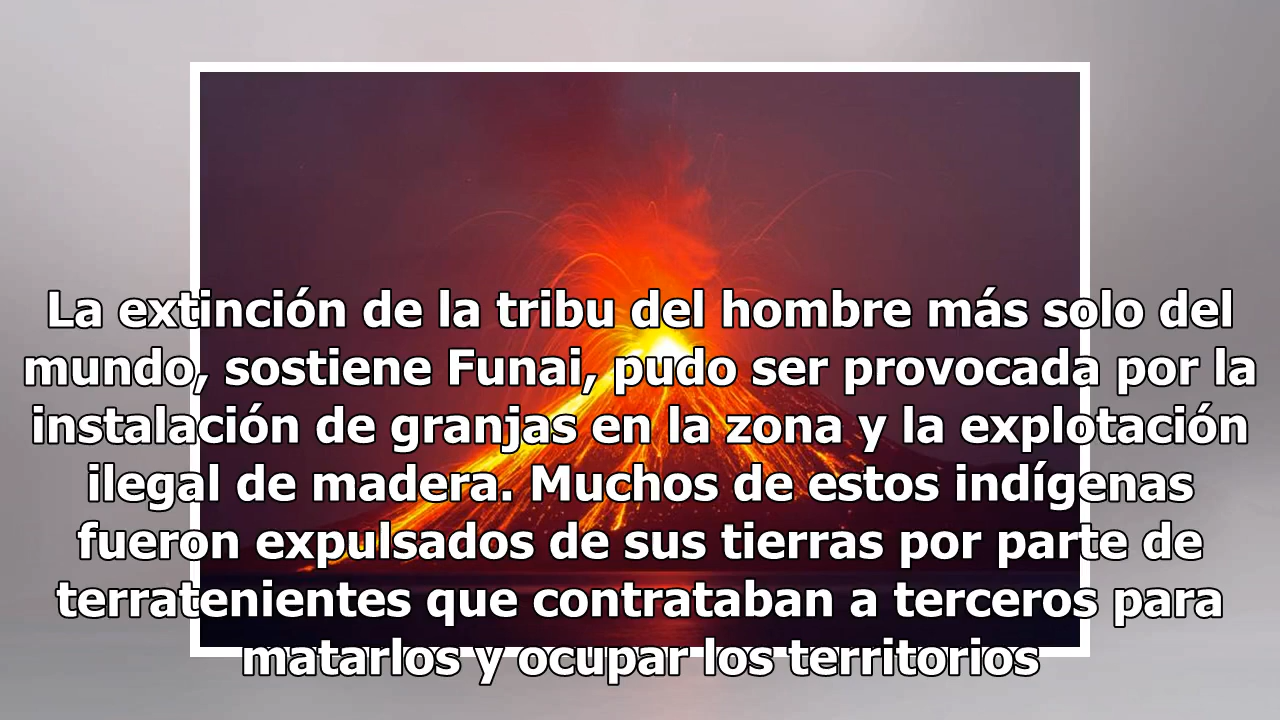 La extinción de la tribu del hombre más solo del
mundo, sostiene Funai, pudo ser provocada por la
instalación de granjas en la zona y la explotación
ilegal de madera. Muchos de estos indígenas
fueron expulsados de sus tierras por parte de
terratenientes que contrataban a terceros para
matarlos y ocupar los territorios